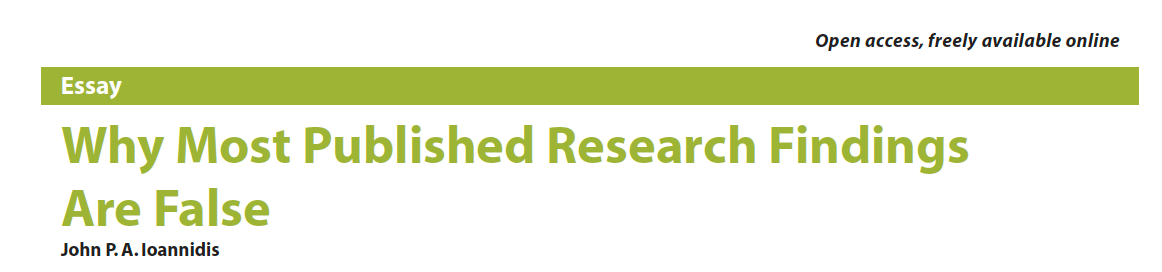 Open access, freely available online
Essay
Why Most Published Research Findings
Are False
John P. A. Ioannidis